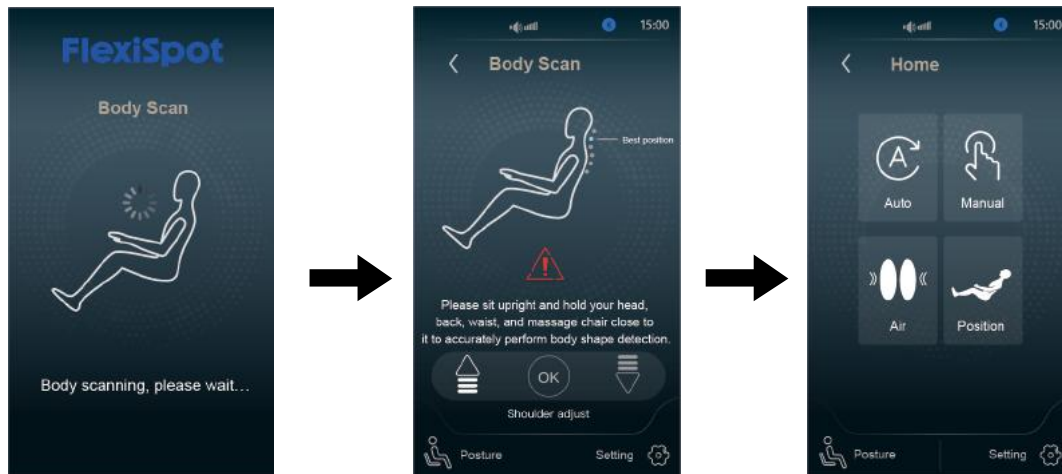 FlexiSpot
Body Scan
Body scanning, please wait...
15:00
Body Scan
Best position
Please sit upright and hold your head,
back, waist, and massage chair close to
it to accurately perform body shape detection.
OK
Shoulder adjust
Posture
Setting
15:00
Home
A
Auto
Manual
Air
Position
Posture
Setting